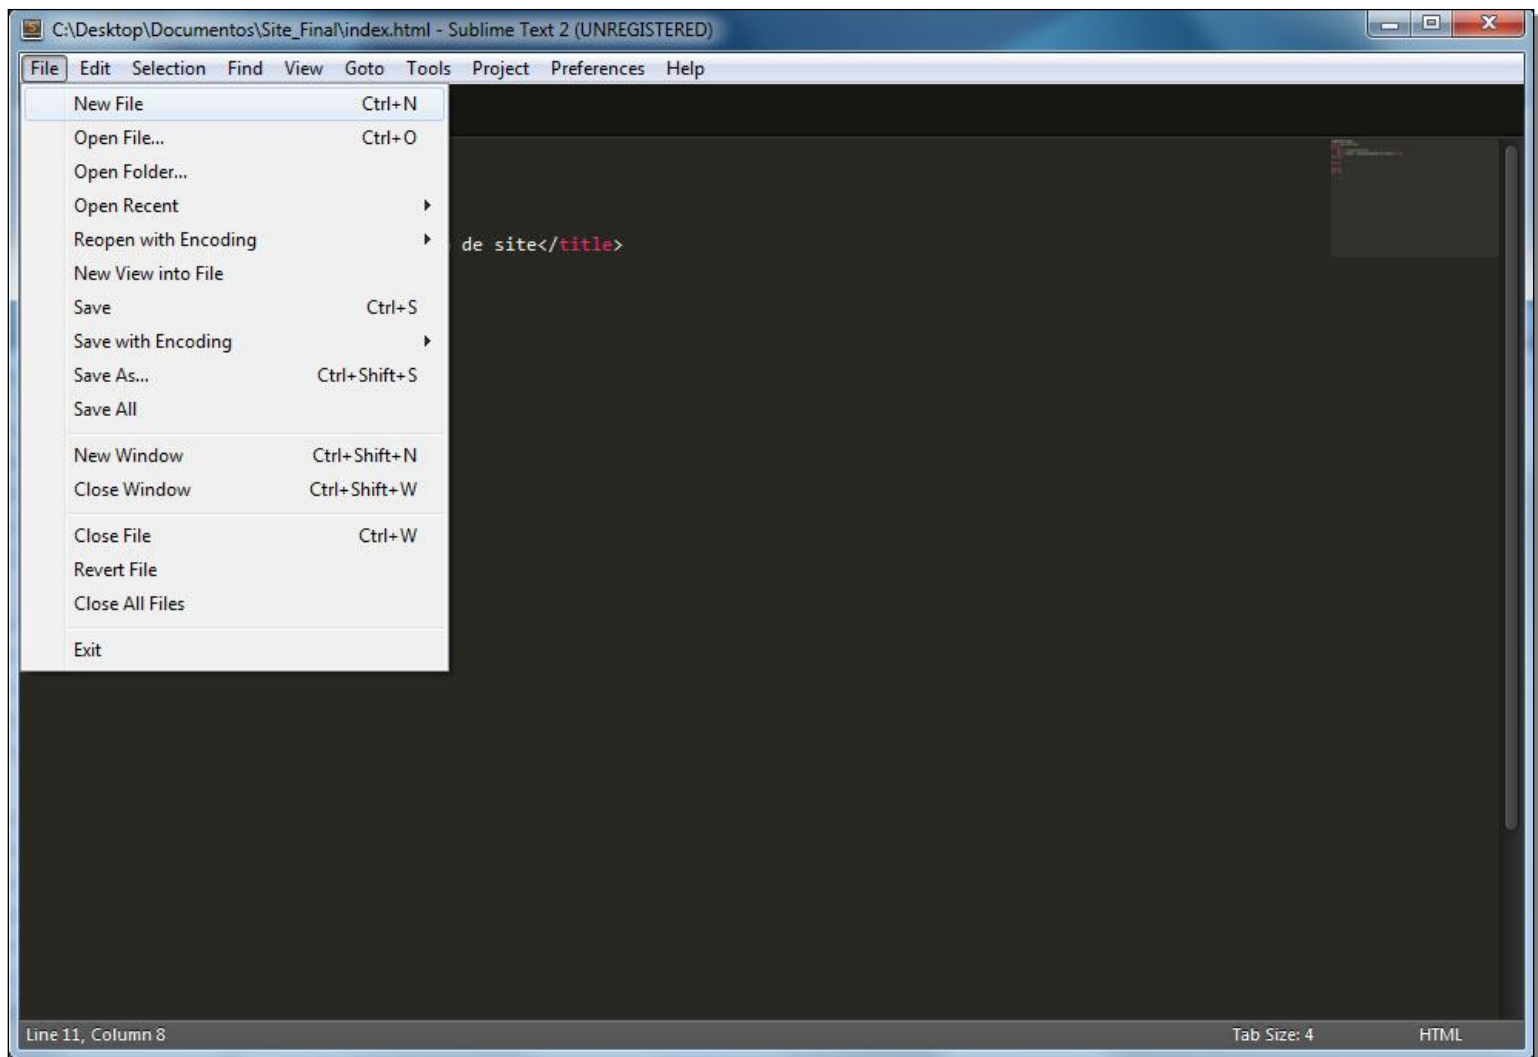 C:\Desktop\Documentos\Site_Final\index.html - Sublime Text 2 (UNREGISTERED)
File Edit Selection Find View Goto Tools Project Preferences Help
New File Ctrl+N
Open File... Ctrl+O
Open Folder...
Open Recent
Reopen with Encoding
de site</title>
New View into File
Save Ctrl+S
Save with Encoding
Save As... Ctrl+Shift+S
Save All
New Window Ctrl+Shift+N
Close Window Ctrl+Shift+W
Close File Ctrl+W
Revert File
Close All Files
Exit
Line 11, Column 8 Tab Size: 4 HTML